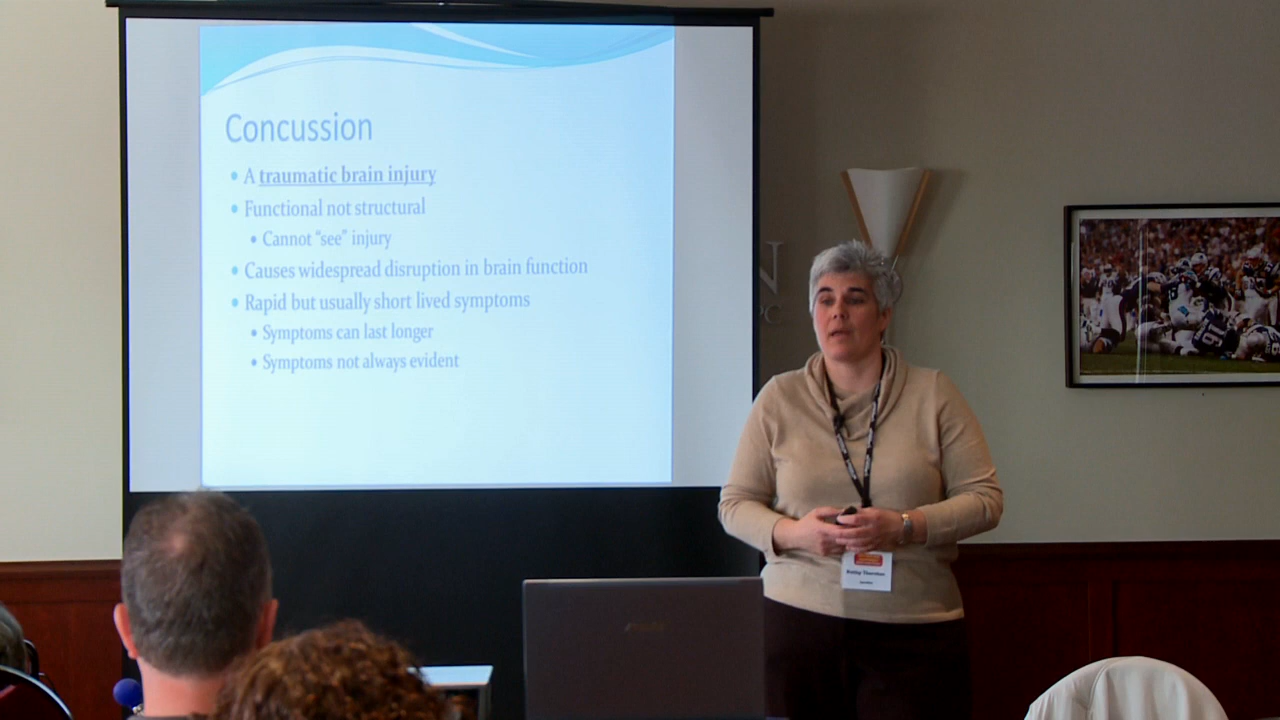 Concussion
• A traumatic brain injury
• Functional not structural
• Cannot “see” injury
• Causes widespread disruption in brain function
• Rapid but usually short lived symptoms
• Symptoms can last longer
• Symptoms not always evident
N
91